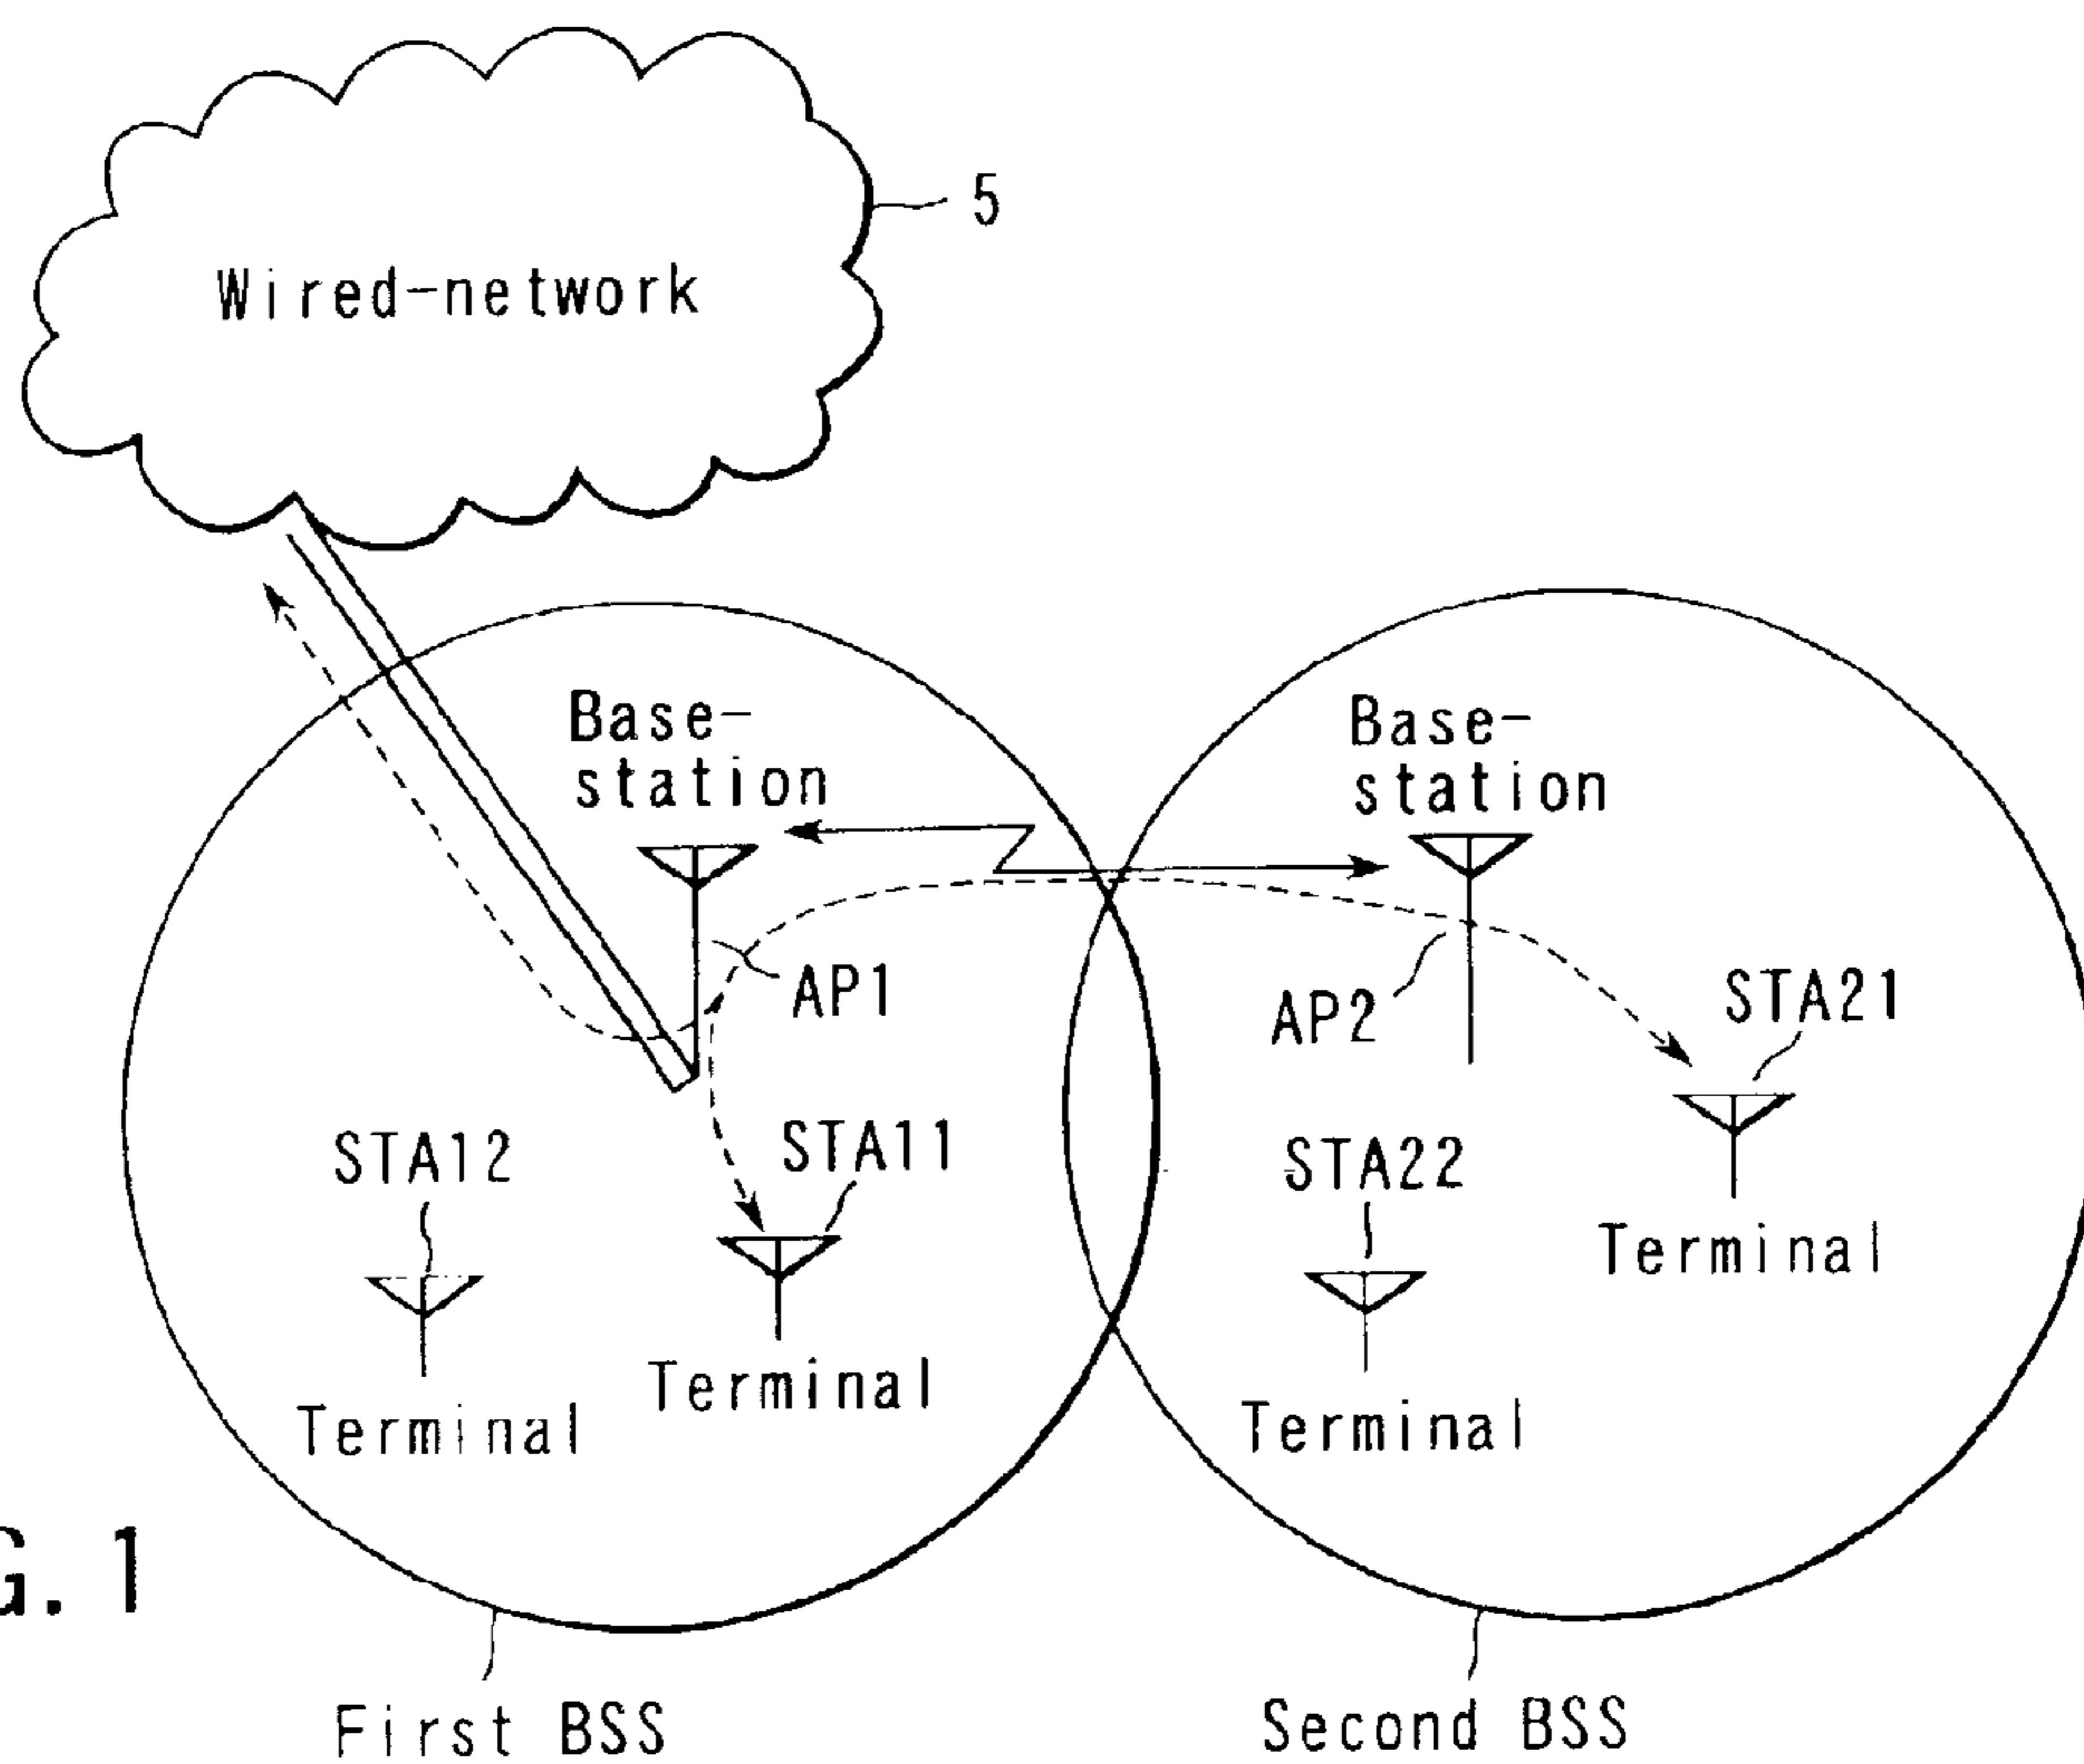 5
Wired-network
Base-
station
Base-
station
AP1
AP2
STA21
STA12
STA11
STA22
Terminal
Terminal
Terminal
Terminal
G. 1
First BSS
Second BSS